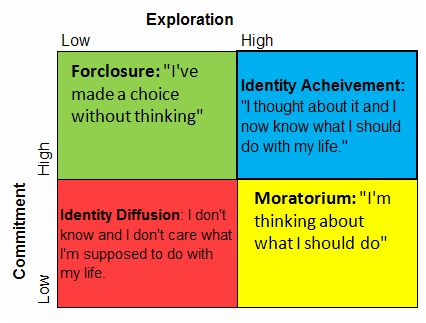 Exploration
Low
High
Forclosure: "I've
made a choice
without thinking"
Identity Acheivement:
"I thought about it and I
now know what I should
do with my life."
High
Commitment
Identity Diffusion: I don't
know and I don't care what
I'm supposed to do with
my life.
Moratorium: "I'm
thinking about
what I should do"
Low